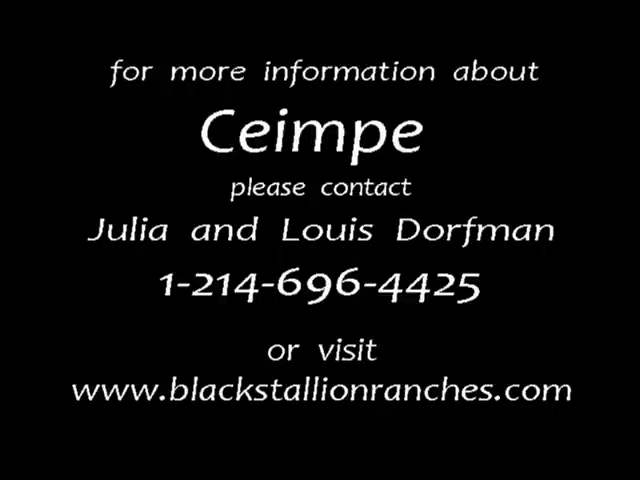 for more information about
Ceimpe
please contact
Julia and Louis Dorfman
1-214-696-4425
or visit
www.blackstallionranches.com